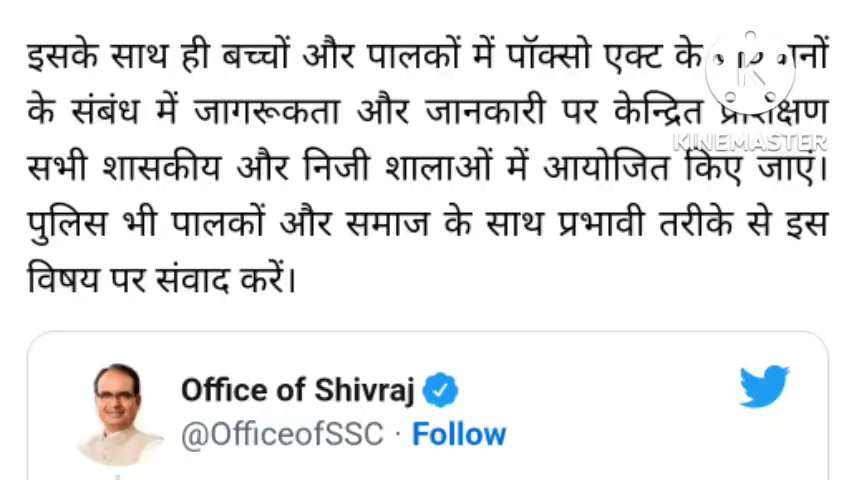 इसके साथ ही बच्चों और पालकों में पॉक्सो एक्ट के
के संबंध में जागरूकता और जानकारी पर केन्द्रित प्रशिक्षण
सभी शासकीय और निजी शालाओं में आयोजित किए जाएं।
पुलिस भी पालकों और समाज के साथ प्रभावी तरीके से इस
विषय पर संवाद करें।
KINEMASTER
Office of Shivraj
@OfficeofSSC · Follow